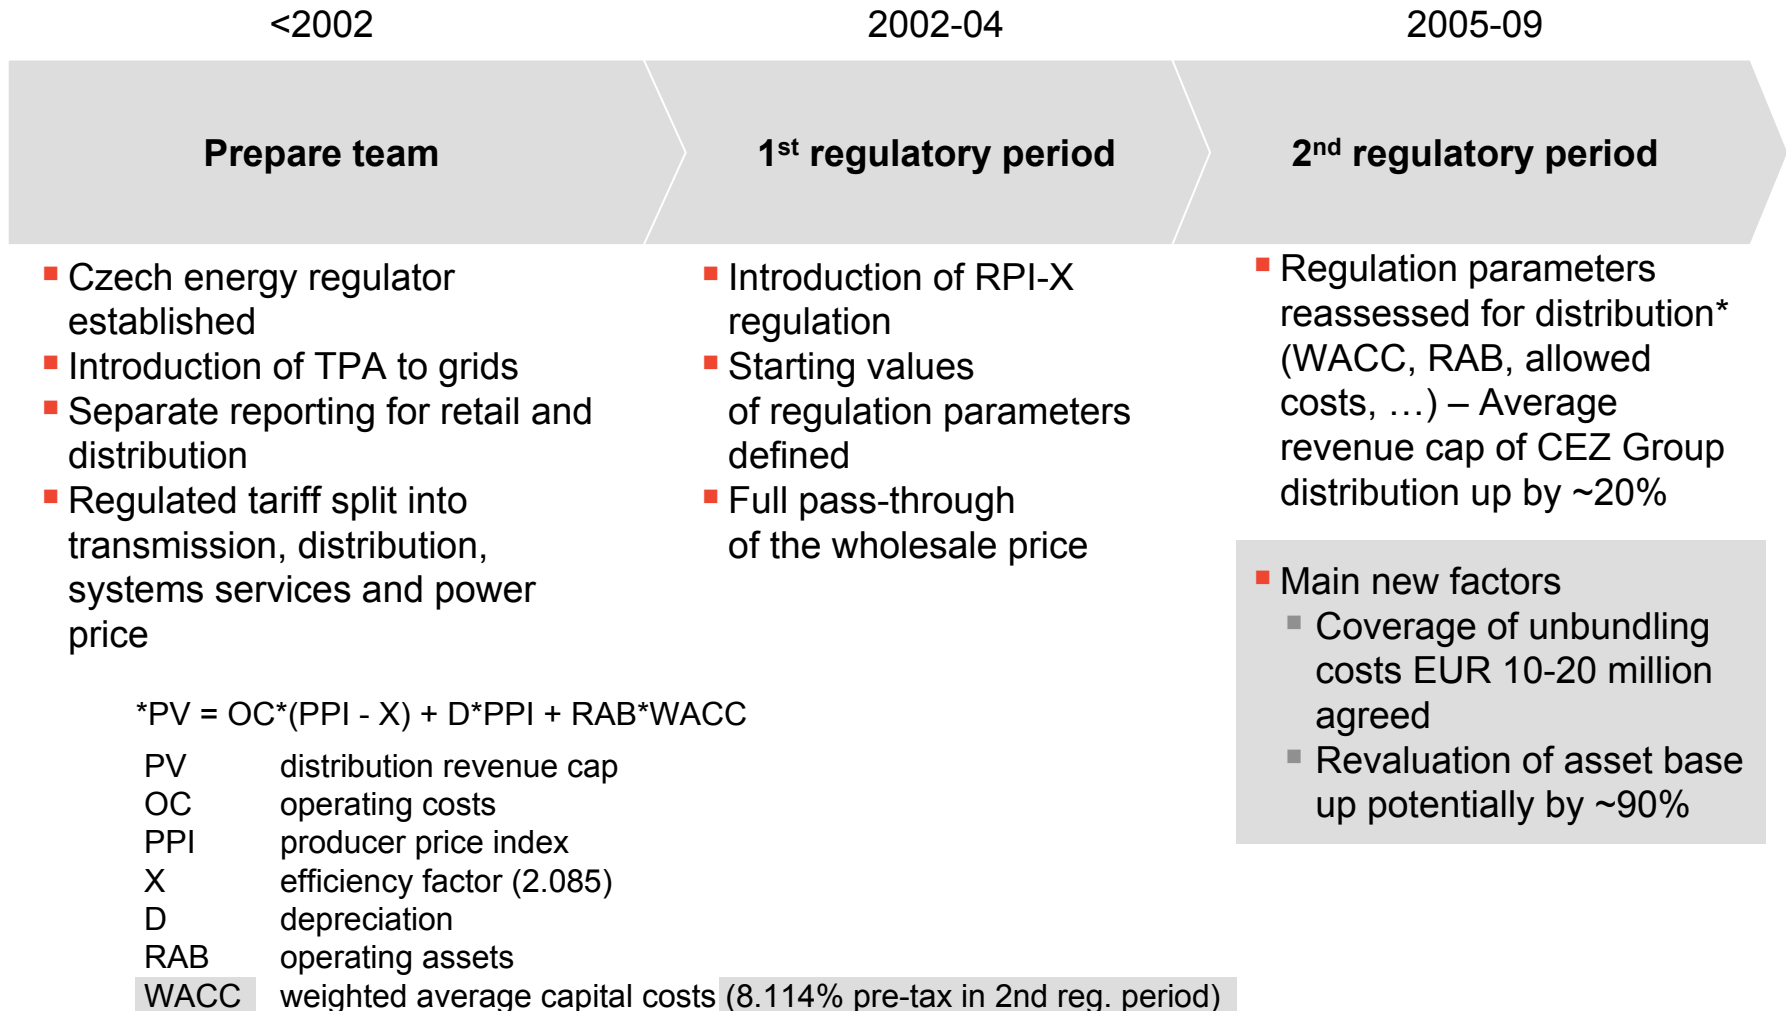 <2002
2002-04
2005-09
Prepare team
1st regulatory period
2nd regulatory period
▪ Czech energy regulator
established
▪ Introduction of TPA to grids
▪ Separate reporting for retail and
distribution
▪ Regulated tariff split into
transmission, distribution,
systems services and power
price
▪ Introduction of RPI-X
regulation
▪ Starting values
of regulation parameters
defined
▪ Full pass-through
of the wholesale price
▪ Regulation parameters
reassessed for distribution*
(WACC, RAB, allowed
costs, …) – Average
revenue cap of CEZ Group
distribution up by ~20%
▪ Main new factors
▪ Coverage of unbundling
costs EUR 10-20 million
agreed
▪ Revaluation of asset base
up potentially by ~90%
*PV = OC*(PPI - X) + D*PPI + RAB*WACC
PV distribution revenue cap
OC operating costs
PPI producer price index
X efficiency factor (2.085)
D depreciation
RAB operating assets
WACC weighted average capital costs (8.114% pre-tax in 2nd reg. period)